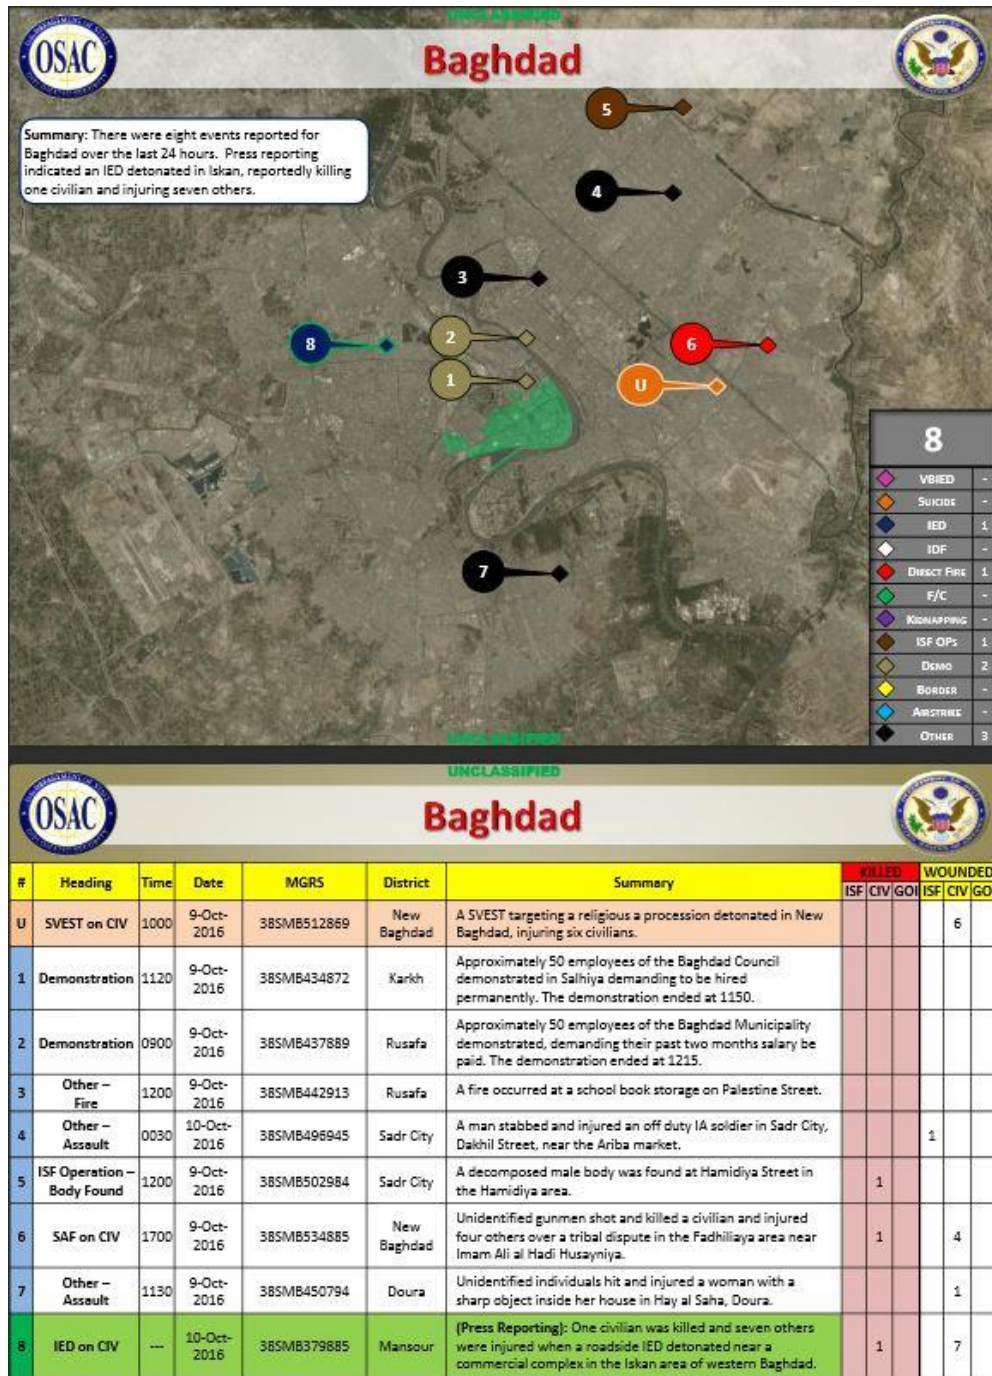 UNCLASSIFIED
OSAC
Baghdad
Summary: There were eight events reported for
Baghdad over the last 24 hours. Press reporting
indicated an IED detonated in Iskan, reportedly killing
one civilian and injuring seven others.
5
4
3
2
8
6
1
U
7
8
VBIED -
SUICIDE -
IED 1
IDF -
DIRECT FIRE 1
F/C -
KIDNAPPING -
ISF OPS 1
DEMO 2
BORDER -
AIRSTRIKE -
OTHER 3
UNCLASSIFIED
UNCLASSIFIED
OSAC
Baghdad
# Heading Time Date MGRS District Summary KILLED WOUNDED
ISF CIV GOI ISF CIV GO
U SVEST on CIV 1000 9-Oct-2016 38SMB512869 New Baghdad
A SVEST targeting a religious a procession detonated in New
Baghdad, injuring six civilians.
6
1 Demonstration 1120 9-Oct-2016 38SMB434872 Karkh
Approximately 50 employees of the Baghdad Council
demonstrated in Salhiya demanding to be hired
permanently. The demonstration ended at 1150.
2 Demonstration 0900 9-Oct-2016 38SMB437889 Rusafa
Approximately 50 employees of the Baghdad Municipality
demonstrated, demanding their past two months salary be
paid. The demonstration ended at 1215.
3 Other – Fire 1200 9-Oct-2016 38SMB442913 Rusafa
A fire occurred at a school book storage on Palestine Street.
4 Other – Assault 0030 10-Oct-2016 38SMB496945 Sadr City
A man stabbed and injured an off duty IA soldier in Sadr City,
Dakhil Street, near the Ariba market.
1
5 ISF Operation – Body Found 1200 9-Oct-2016 38SMB502984 Sadr City
A decomposed male body was found at Hamidiya Street in
the Hamidiya area.
1
6 SAF on CIV 1700 9-Oct-2016 38SMB534885 New Baghdad
Unidentified gunmen shot and killed a civilian and injured
four others over a tribal dispute in the Fadhiliaya area near
Imam Ali al Hadi Husayniya.
1 4
7 Other – Assault 1130 9-Oct-2016 38SMB450794 Doura
Unidentified individuals hit and injured a woman with a
sharp object inside her house in Hay al Saha, Doura.
1
8 IED on CIV --- 10-Oct-2016 38SMB379885 Mansour
(Press Reporting): One civilian was killed and seven others
were injured when a roadside IED detonated near a
commercial complex in the Iskan area of western Baghdad.
1 7